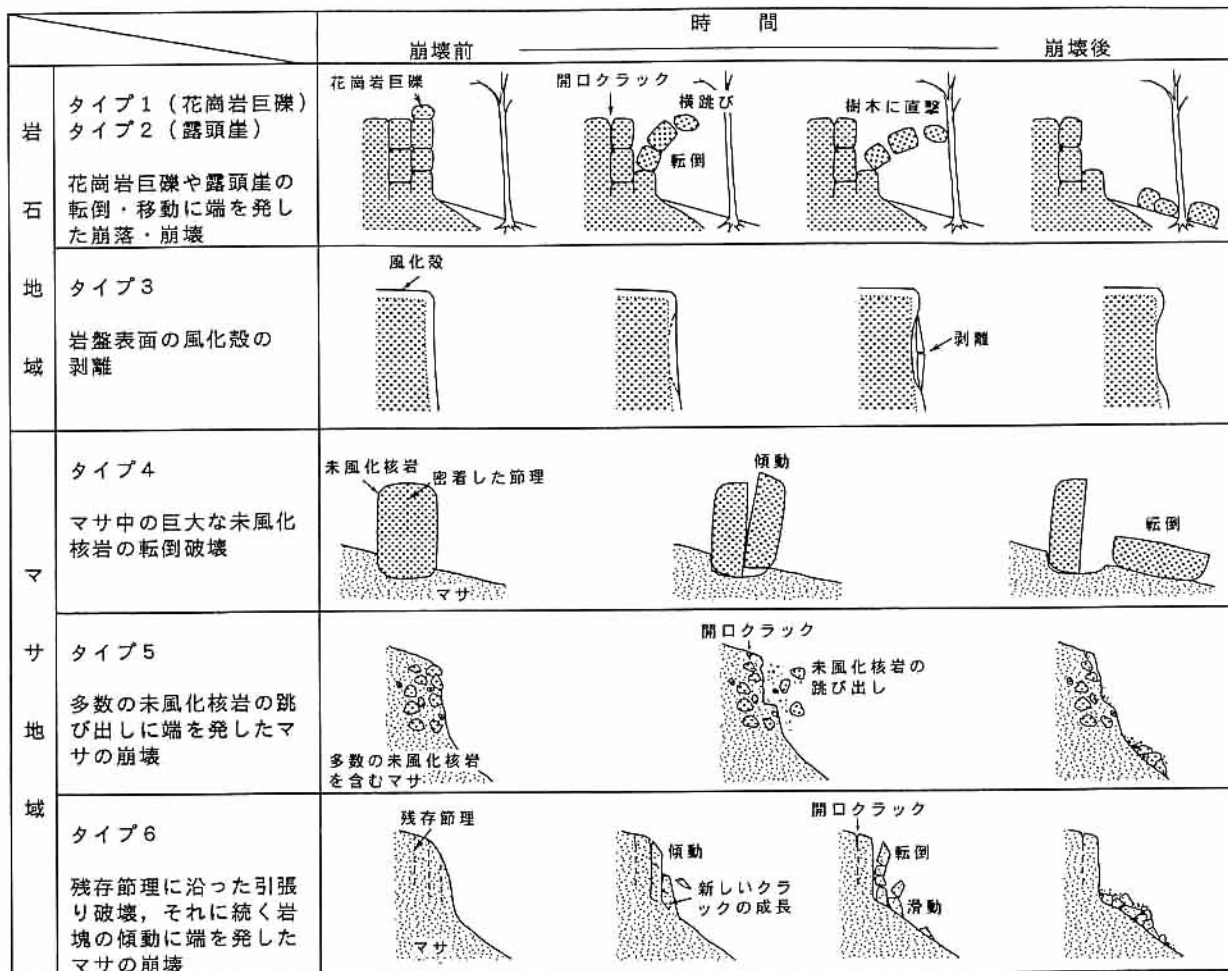 時間
崩壊前
崩壊後
岩石地域
タイプ1(花崗岩巨礫)
タイプ2(露頭崖)
花崗岩巨礫や露頭崖の
転倒・移動に端を発し
た崩落・崩壊
花崗岩巨礫
開口クラック
横跳び
転倒
樹木に直撃
タイプ3
岩盤表面の風化殻の
剥離
風化殻
剥離
マサ地域
タイプ4
マサ中の巨大な未風化
核岩の転倒破壊
未風化核岩
密着した節理
マサ
傾動
転倒
タイプ5
多数の未風化核岩の跳
び出しに端を発したマ
サの崩壊
多数の未風化核岩
を含むマサ
開口クラック
未風化核岩の
跳び出し
タイプ6
残存節理に沿った引張
り破壊,それに続く岩
塊の傾動に端を発した
マサの崩壊
残存節理
マサ
傾動
新しいクラ
ックの成長
開口クラック
転倒
滑動